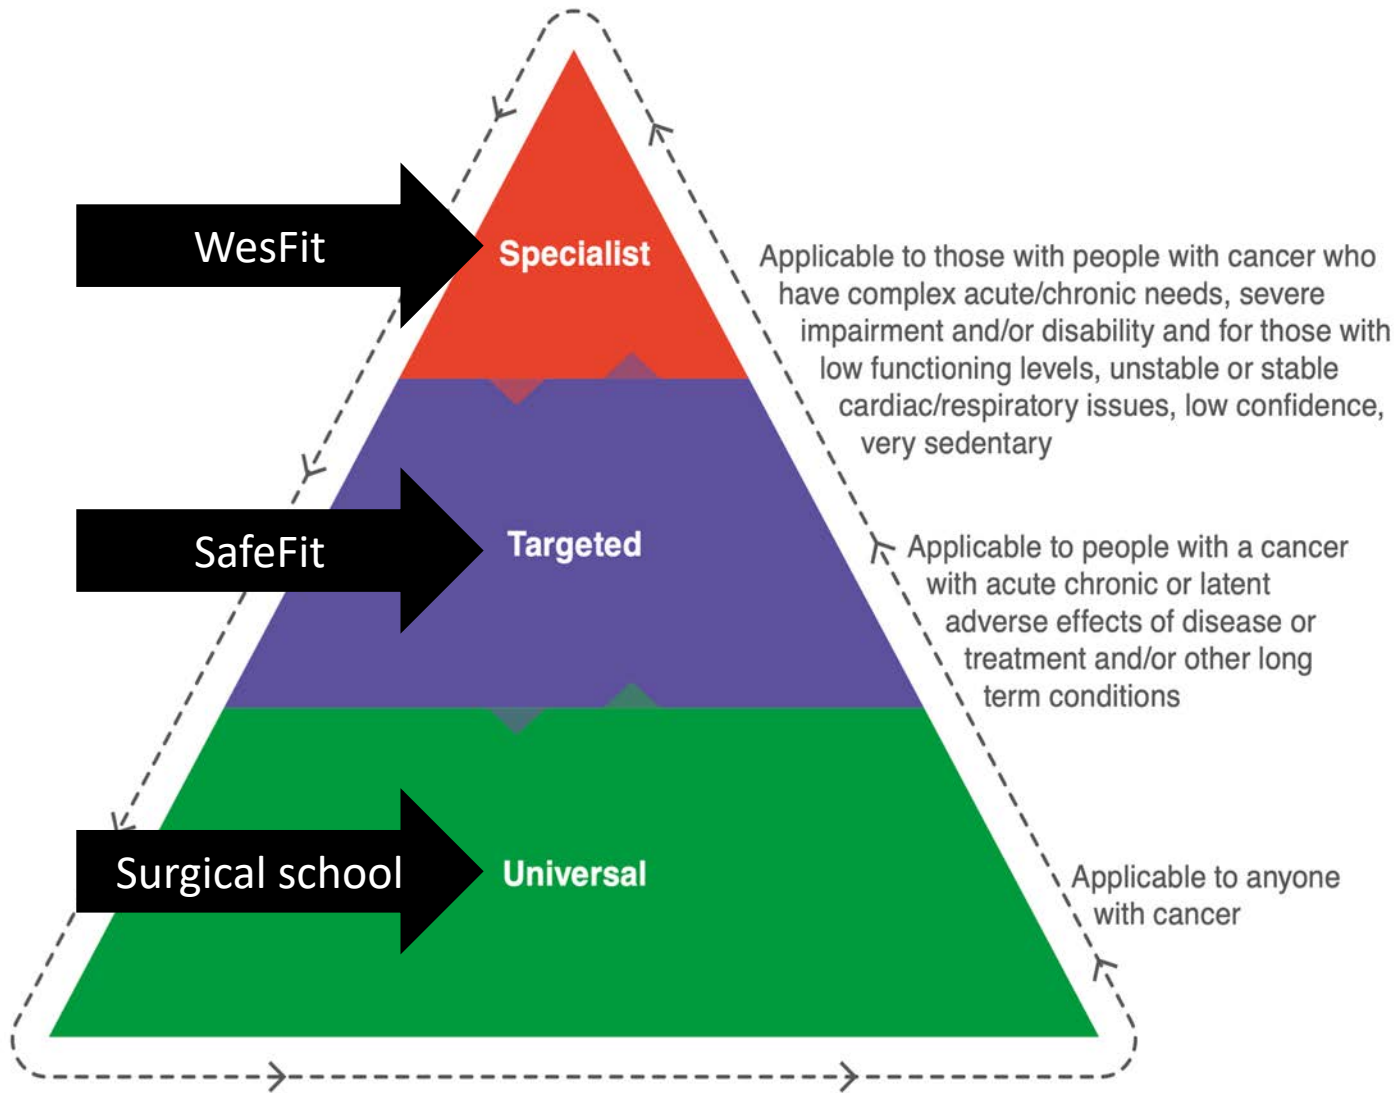 WesFit
Specialist
Applicable to those with people with cancer who
have complex acute/chronic needs, severe
impairment and/or disability and for those with
low functioning levels, unstable or stable
cardiac/respiratory issues, low confidence,
very sedentary
SafeFit
Targeted
Applicable to people with a cancer
with acute chronic or latent
adverse effects of disease or
treatment and/or other long
term conditions
Surgical school
Universal
Applicable to anyone
with cancer